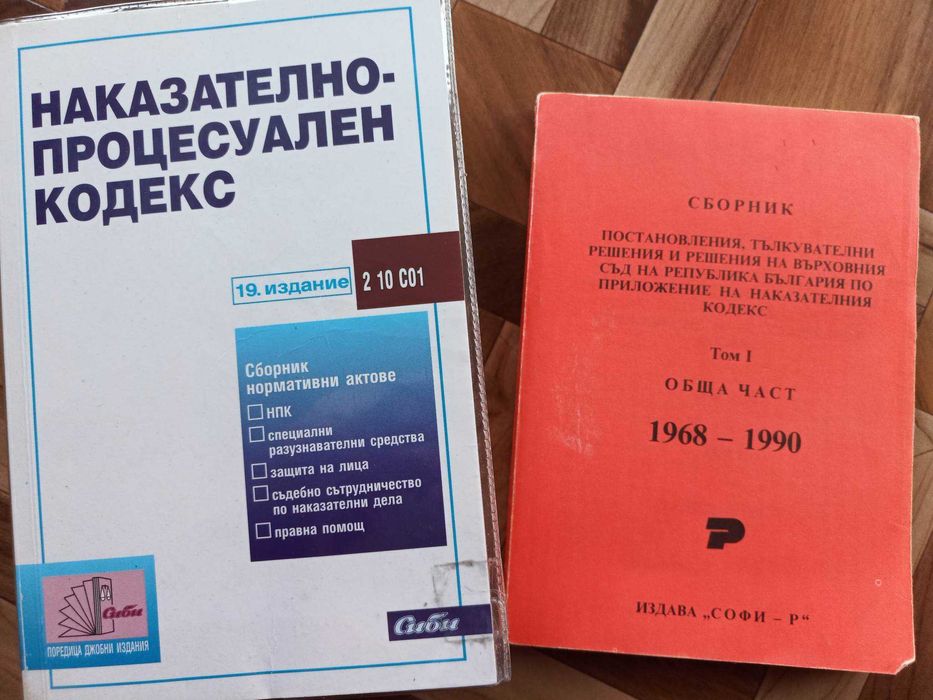 НАКАЗАТЕЛНО-
ПРОЦЕСУАЛЕН
КОДЕКС
19. издание
2 10 C01
Сборник
нормативни актове
НПК
специални
разузнавателни средства
защита на лица
съдебно сътрудничество
по наказателни дела
правна помощ
Сиби
ПОРЕДИЦА ДЖОБНИ ИЗДАНИЯ
Сиби
СБОРНИК
ПОСТАНОВЛЕНИЯ, ТЪЛКУВАТЕЛНИ
РЕШЕНИЯ И РЕШЕНИЯ НА ВЪРХОВНИЯ
СЪД НА РЕПУБЛИКА БЪЛГАРИЯ ПО
ПРИЛОЖЕНИЕ НА НАКАЗАТЕЛНИЯ
КОДЕКС
Том I
ОБЩА ЧАСТ
1968 – 1990
Р
ИЗДАВА „СОФИ – Р“